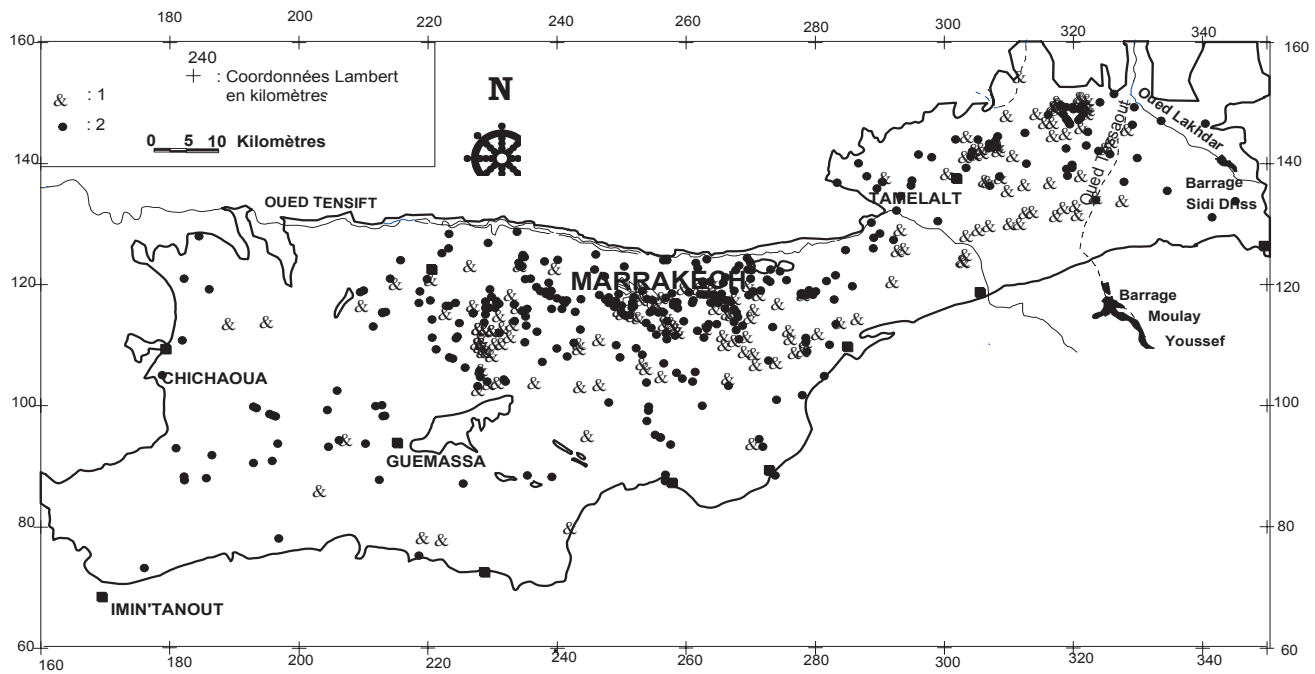 180 200 220 240 260 280 300 320 340
160 160
240
+ : Coordonnées Lambert
en kilomètres
& : 1
● : 2
0 5 10 Kilomètres
N
140 140
Oued Lakhdar
Oued Tessaout
Barrage
Sidi Driss
TAMELALT
OUED TENSIFT
120 120
MARRAKECH
Barrage
Moulay
Youssef
CHICHAOUA
100 100
GUEMASSA
80 80
IMIN'TANOUT
60 60
160 180 200 220 240 260 280 300 320 340